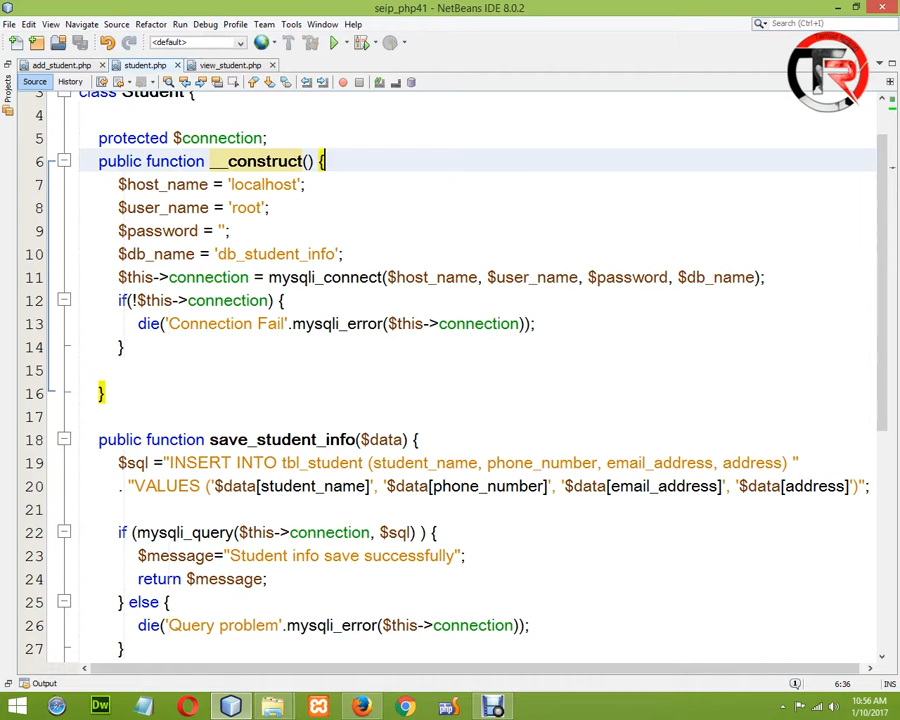 seip_php41 - NetBeans IDE 8.0.2
File Edit View Navigate Source Refactor Run Debug Profile Team Tools Window Help
<default>
Search (Ctrl+I)
add_student.php student.php view_student.php
Source History
Projects
3 class Student {
4
5 protected $connection;
6 public function __construct() {
7 $host_name = 'localhost';
8 $user_name = 'root';
9 $password = '';
10 $db_name = 'db_student_info';
11 $this->connection = mysqli_connect($host_name, $user_name, $password, $db_name);
12 if(!$this->connection) {
13 die('Connection Fail'.mysqli_error($this->connection));
14 }
15
16 }
17
18 public function save_student_info($data) {
19 $sql ="INSERT INTO tbl_student (student_name, phone_number, email_address, address) "
20 . "VALUES ('$data[student_name]', '$data[phone_number]', '$data[email_address]', '$data[address]')";
21
22 if (mysqli_query($this->connection, $sql) ) {
23 $message="Student info save successfully";
24 return $message;
25 } else {
26 die('Query problem'.mysqli_error($this->connection));
27 }
Output
1 6:36 INS
Dw
php
10:56 AM
1/10/2017